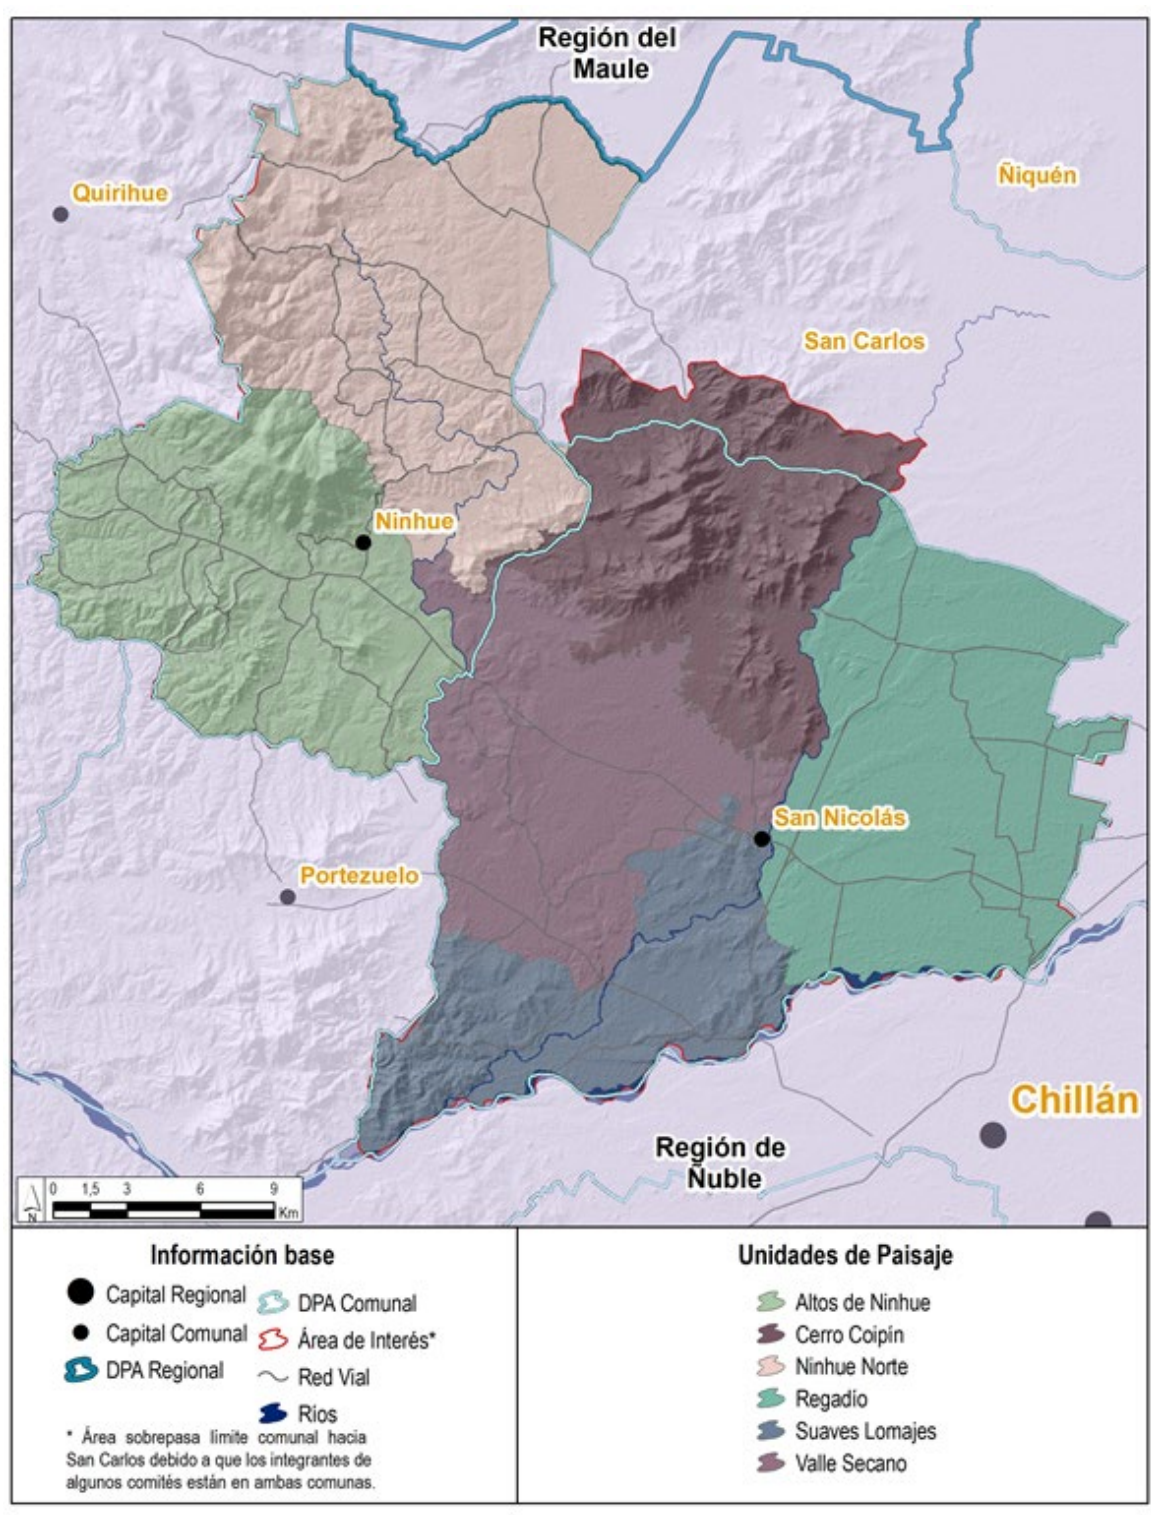 Región del
Maule
Quirihue
Ñiquén
San Carlos
Ninhue
San Nicolás
Portezuelo
Chillán
Región de
Ñuble
0 1,5 3 6 9
Km
N
Información base
Capital Regional
Capital Comunal
DPA Regional
DPA Comunal
Área de Interés*
Red Vial
Rios
* Área sobrepasa limite comunal hacia
San Carlos debido a que los integrantes de
algunos comités están en ambas comunas.
Unidades de Paisaje
Altos de Ninhue
Cerro Coipín
Ninhue Norte
Regadío
Suaves Lomajes
Valle Secano